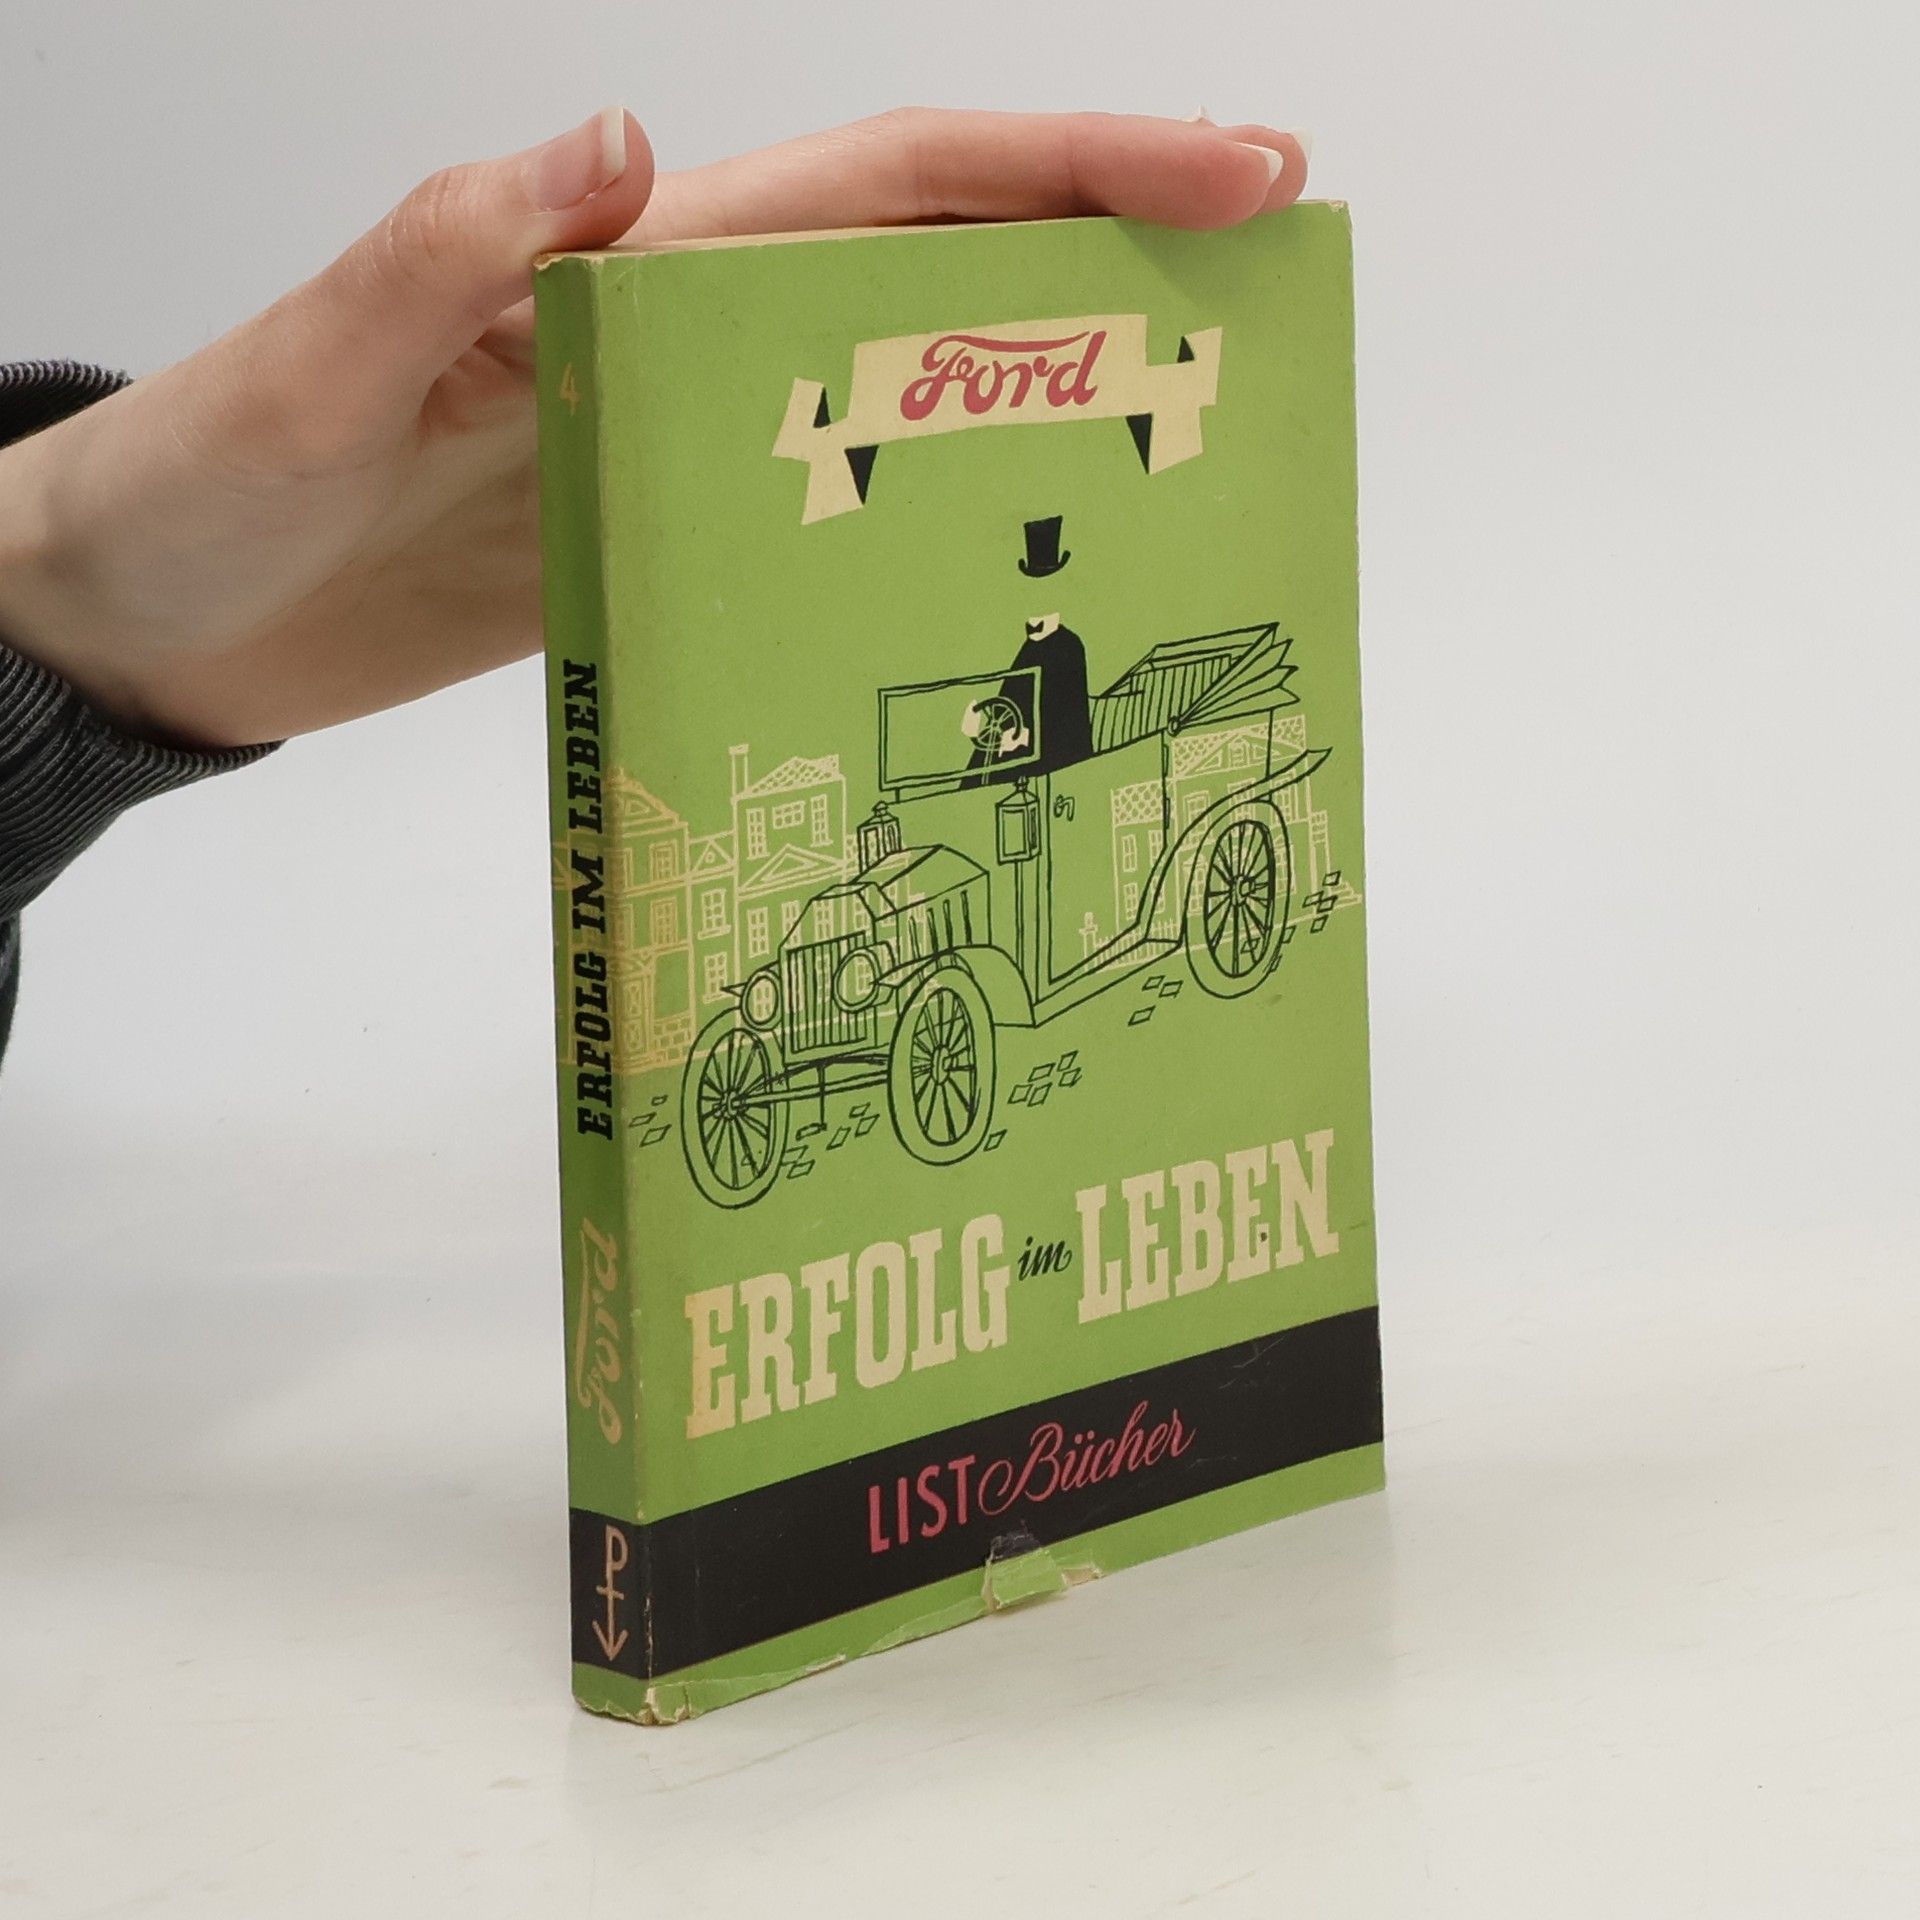 4
ERFOLG IM LEBEN
Ford
Ford
ERFOLG im LEBEN
LIST Bücher